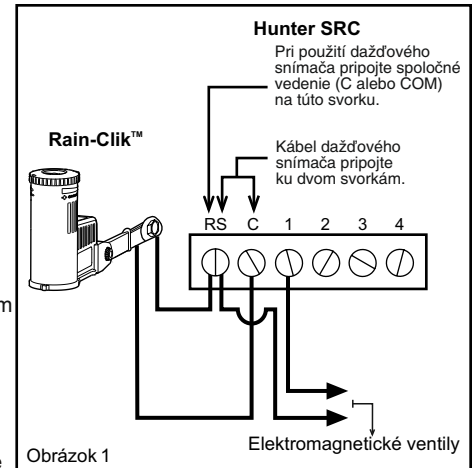 Hunter SRC
Pri použití dažďového
snímača pripojte spoločné
vedenie (C alebo COM)
na túto svorku.
Rain-Clik™
Kábel dažďového
snímača pripojte
ku dvom svorkám.
RS C 1 2 3 4
m
Elektromagnetické ventily
e
Obrázok 1